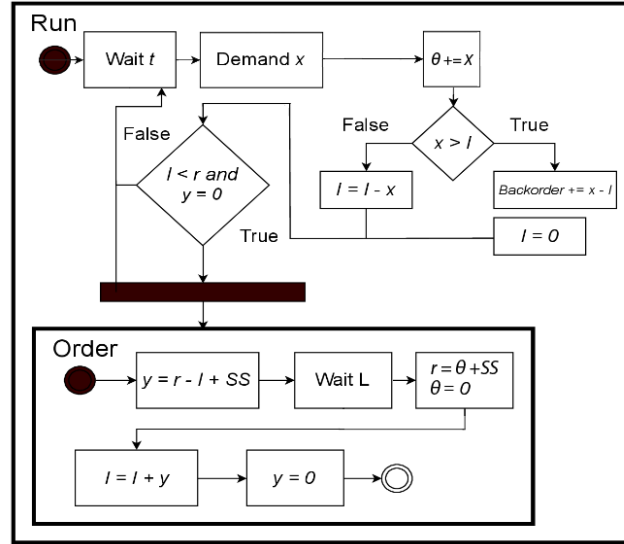 Run
Wait t
Demand x
θ += x
False
True
x > I
False
I < r and
y = 0
I = I - x
Backorder += x - I
True
I = 0
Order
y = r - I + SS
Wait L
r = θ + SS
θ = 0
I = I + y
y = 0